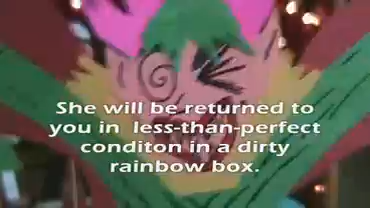 She will be returned to
you in less-than-perfect
conditon in a dirty
rainbow box.